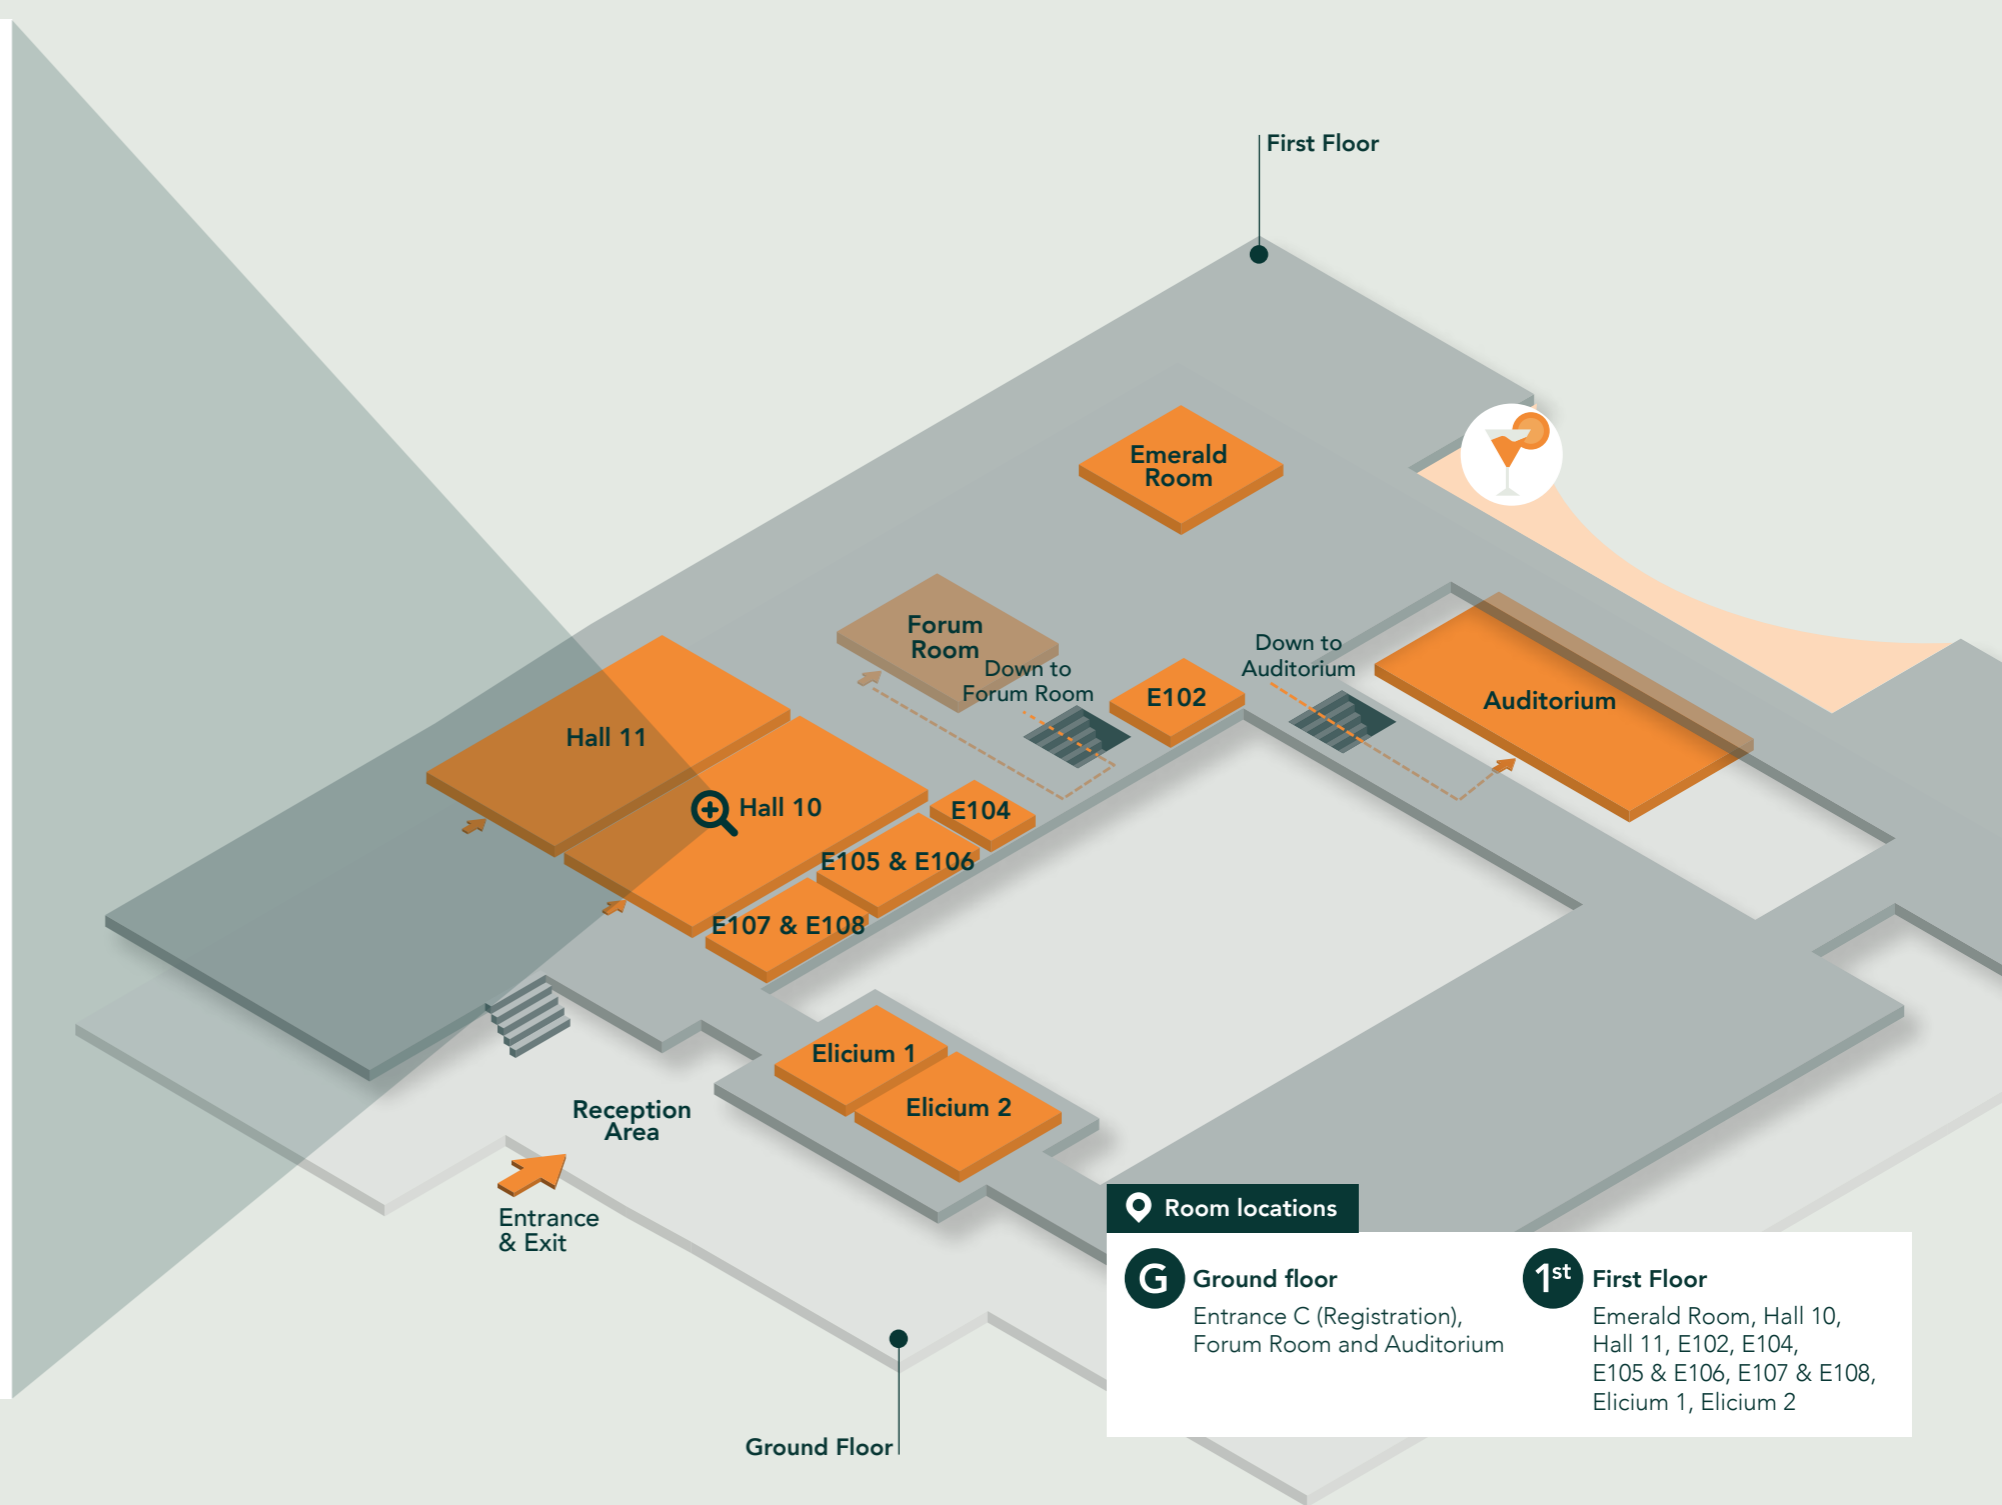 First Floor
Emerald
Room
Forum
Room
Down to
Forum Room
Down to
Auditorium
E102
Auditorium
Hall 11
Hall 10
E104
E105 & E106
E107 & E108
Elicium 1
Elicium 2
Reception
Area
Entrance
& Exit
Room locations
G
Ground floor
Entrance C (Registration),
Forum Room and Auditorium
1st
First Floor
Emerald Room, Hall 10,
Hall 11, E102, E104,
E105 & E106, E107 & E108,
Elicium 1, Elicium 2
Ground Floor